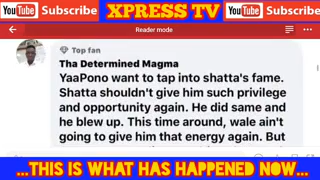 YouTube Subscribe XPRESS TV YouTube Subscribe
Reader mode
Top fan
Tha Determined Magma
YaaPono want to tap into shatta's fame.
Shatta shouldn't give him such privilege
and opportunity again. He did same and
he blew up. This time around, wale ain't
going to give him that energy again. But
...THIS IS WHAT HAS HAPPENED NOW...